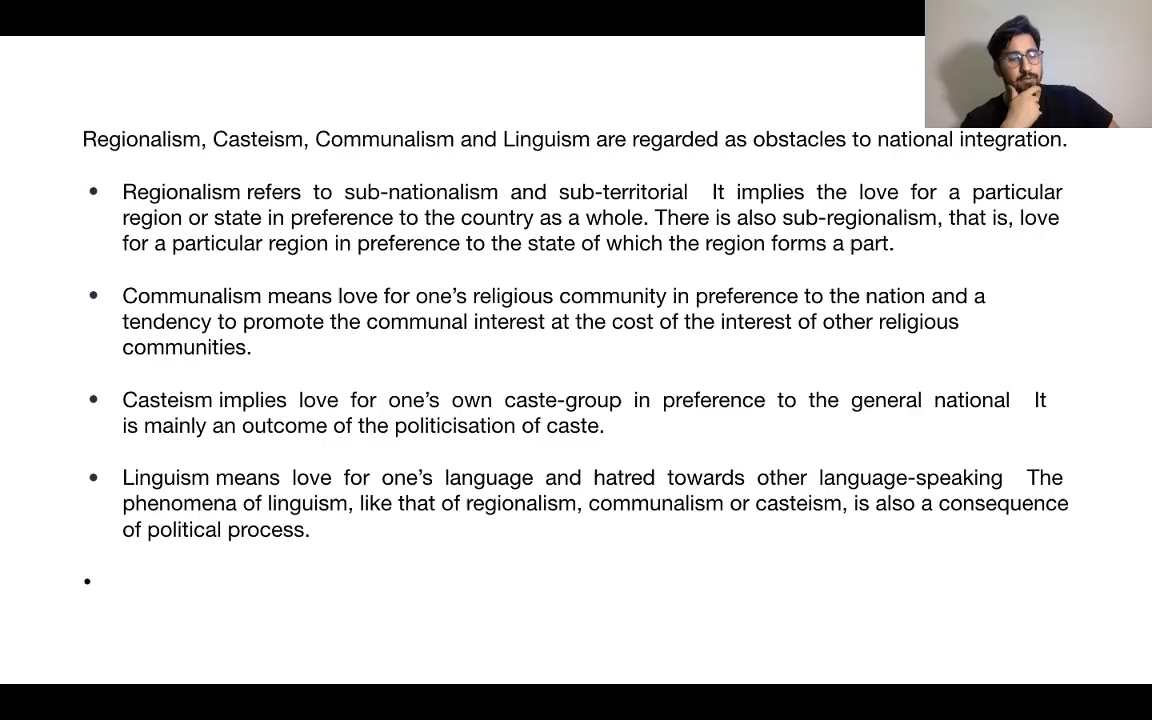 Regionalism, Casteism, Communalism and Linguism are regarded as obstacles to national integration.
• Regionalism refers to sub-nationalism and sub-territorial It implies the love for a particular
region or state in preference to the country as a whole. There is also sub-regionalism, that is, love
for a particular region in preference to the state of which the region forms a part.
• Communalism means love for one’s religious community in preference to the nation and a
tendency to promote the communal interest at the cost of the interest of other religious
communities.
• Casteism implies love for one’s own caste-group in preference to the general national It
is mainly an outcome of the politicisation of caste.
• Linguism means love for one’s language and hatred towards other language-speaking The
phenomena of linguism, like that of regionalism, communalism or casteism, is also a consequence
of political process.
•